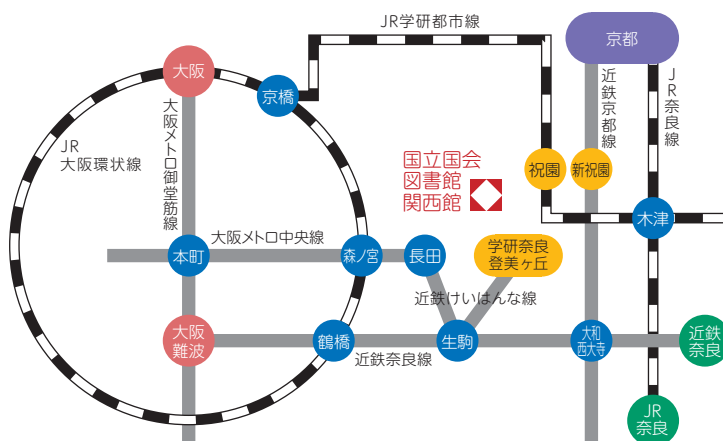 JR学研都市線
京都
大阪
京橋
大阪メトロ御堂筋線
近鉄京都線
JR奈良線
JR
大阪環状線
国立国会
図書館
関西館
祝園
新祝園
木津
大阪メトロ中央線
本町
森ノ宮
長田
学研奈良
登美ヶ丘
近鉄けいはんな線
大阪
難波
鶴橋
近鉄奈良線
生駒
大和
西大寺
近鉄
奈良
JR
奈良